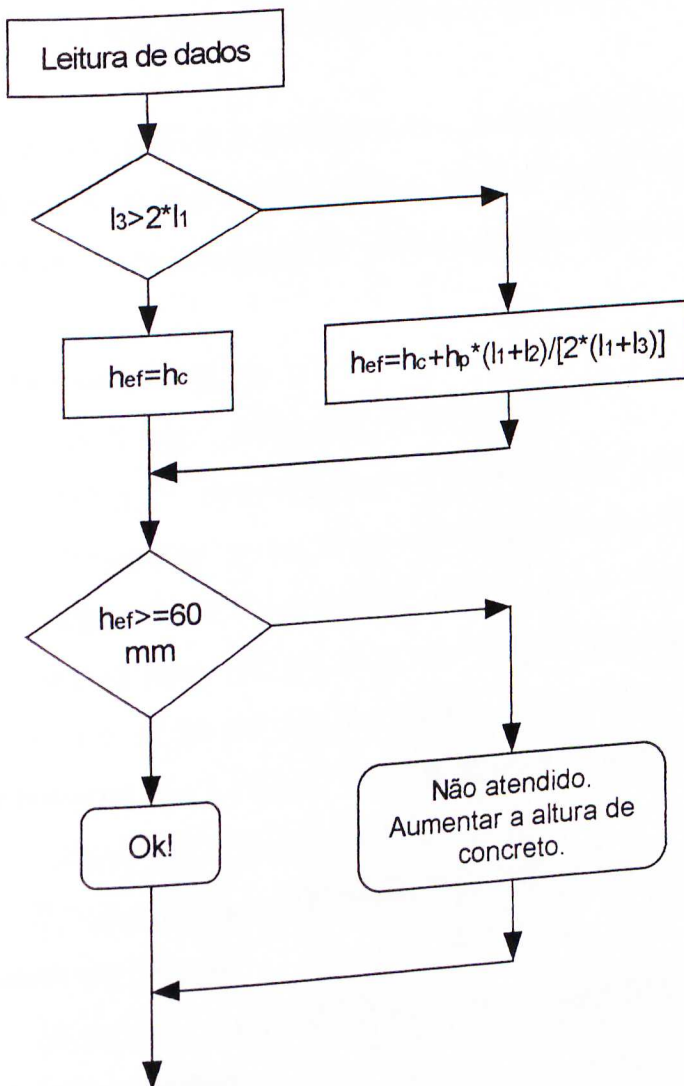 Leitura de dados
l3>2*l1
hef=hc
hef=hc+hp*(l1+l2)/[2*(l1+l3)]
hef>=60
mm
Ok!
Não atendido.
Aumentar a altura de
concreto.